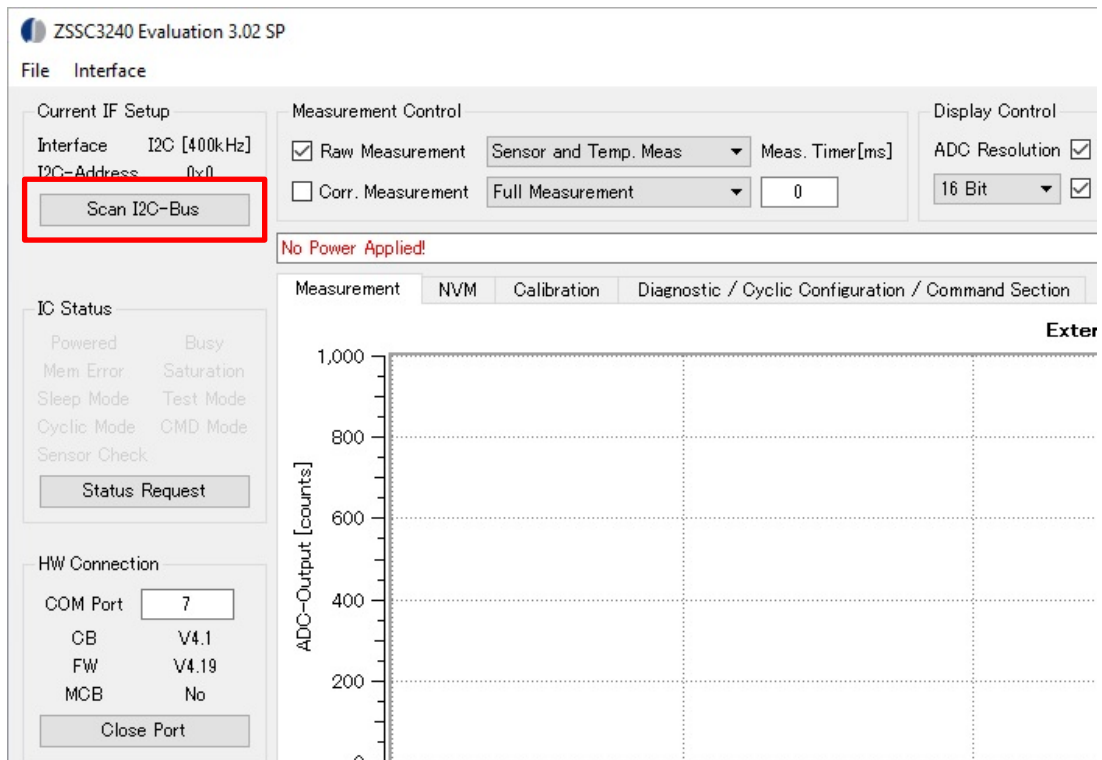 ZSSC3240 Evaluation 3.02 SP
File Interface
Current IF Setup
Interface I2C [400kHz]
I2C-Address 0x0
Scan I2C-Bus
Measurement Control
Raw Measurement Sensor and Temp. Meas Meas. Timer[ms]
Corr. Measurement Full Measurement 0
Display Control
ADC Resolution
16 Bit
No Power Applied!
Measurement NVM Calibration Diagnostic / Cyclic Configuration / Command Section
IC Status
Powered Busy
Mem Error Saturation
Sleep Mode Test Mode
Cyclic Mode CMD Mode
Sensor Check
Status Request
HW Connection
COM Port 7
CB V4.1
FW V4.19
MCB No
Close Port
Exter
ADC-Output [counts]
1,000
800
600
400
200
0